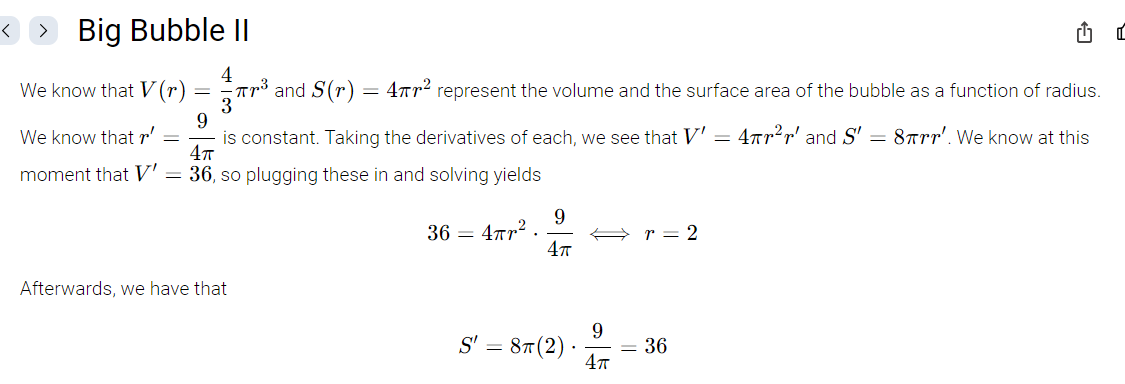 Big Bubble II
We know that V(r) = 4/3 πr³ and S(r) = 4πr² represent the volume and the surface area of the bubble as a function of radius.
We know that r′ = 9/4π is constant. Taking the derivatives of each, we see that V′ = 4πr²r′ and S′ = 8πrr′. We know at this
moment that V′ = 36, so plugging these in and solving yields
36 = 4πr² · 9/4π ⟺ r = 2
Afterwards, we have that
S′ = 8π(2) · 9/4π = 36